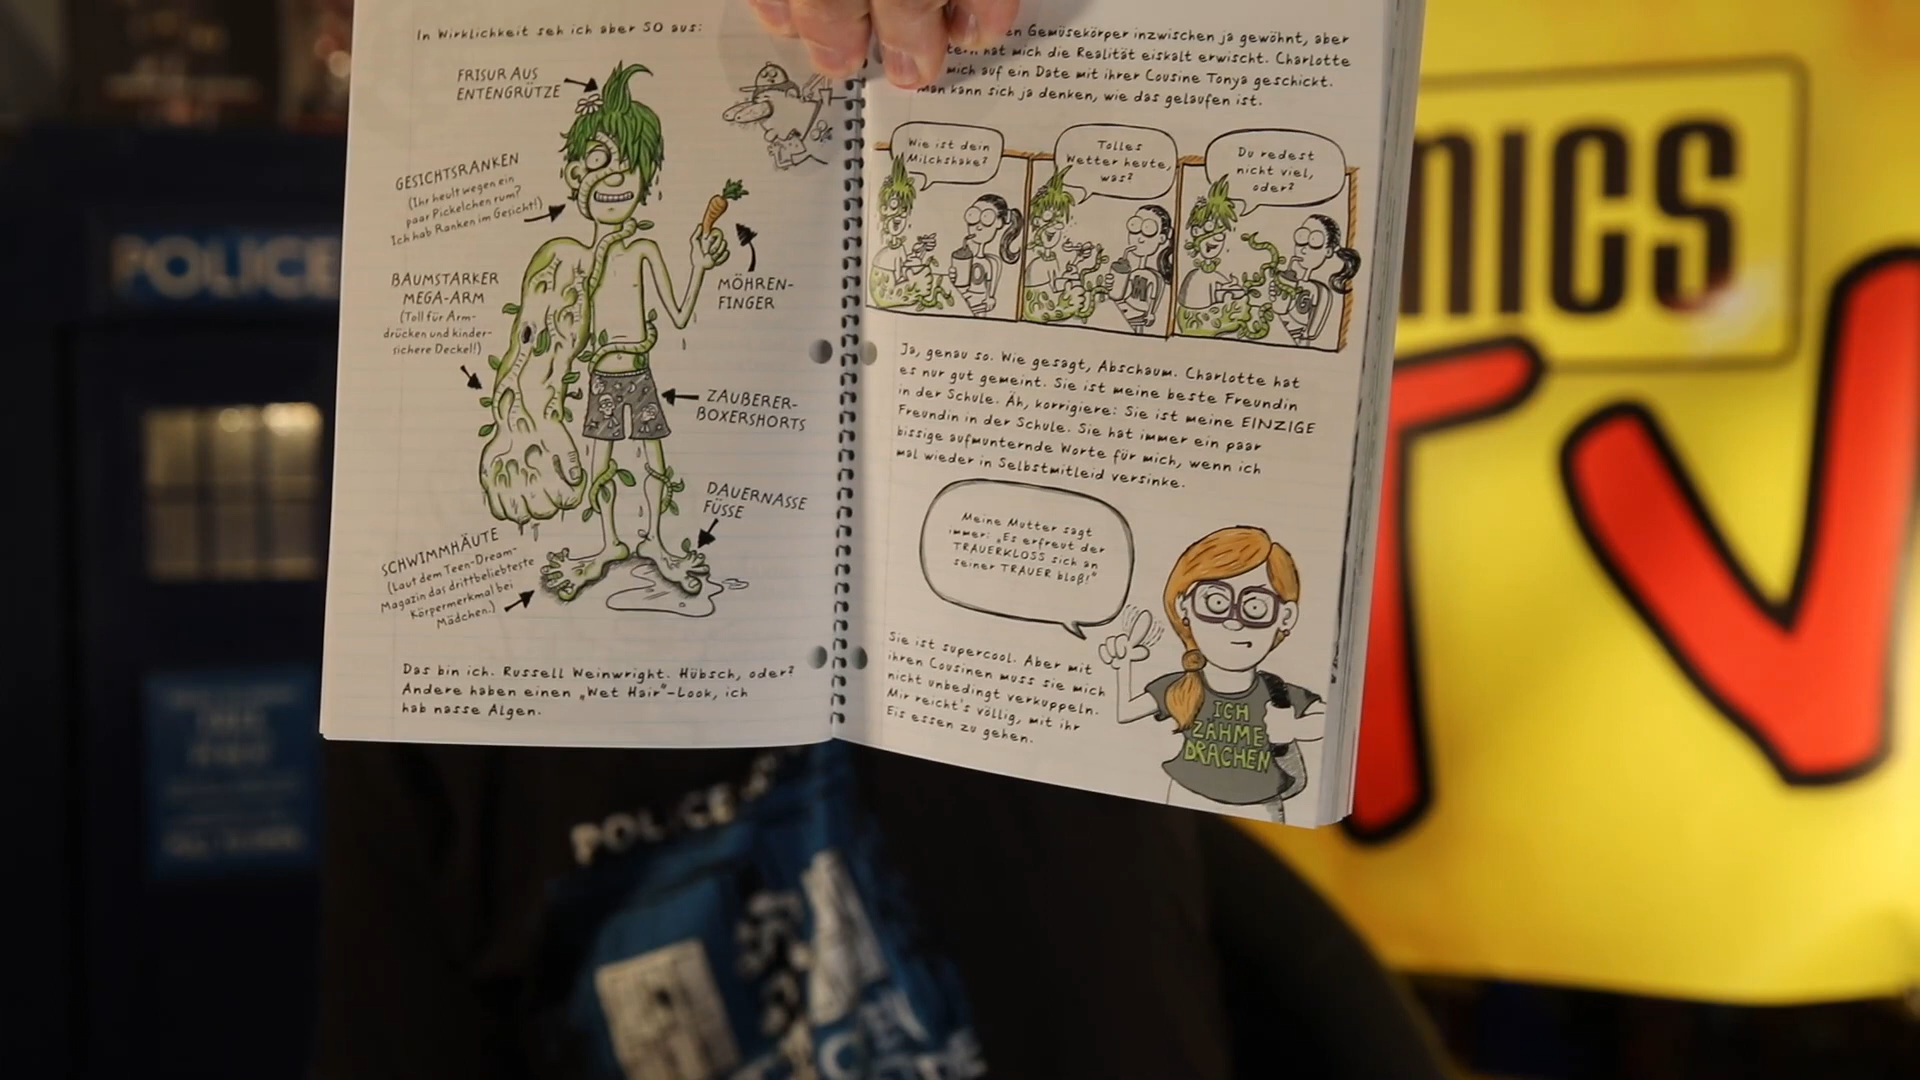 In Wirklichkeit seh ich aber SO aus:
FRISUR AUS
ENTENGRÜTZE
GESICHTSRANKEN
(Ihr heult wegen ein
paar Pickelchen rum?
Ich hab Ranken im Gesicht!)
BAUMSTARKER
MEGA-ARM
(Toll für Arm-
drücken und kinder-
sichere Deckel!)
MÖHREN-
FINGER
ZAUBERER-
BOXERSHORTS
DAUERNASSE
FÜSSE
SCHWIMMHÄUTE
(Laut dem Teen-Dream-
Magazin das drittbeliebteste
Körpermerkmal bei
Mädchen.)
Das bin ich. Russell Weinwright. Hübsch, oder?
Andere haben einen „Wet Hair"-Look, ich
hab nasse Algen.
en Gemüsekörper inzwischen ja gewöhnt, aber
hat mich die Realität eiskalt erwischt. Charlotte
mich auf ein Date mit ihrer Cousine Tonya geschickt.
Man kann sich ja denken, wie das gelaufen ist.
Wie ist dein
Milchshake?
Tolles
Wetter heute,
was?
Du redest
nicht viel,
oder?
Ja, genau so. Wie gesagt, Abschaum. Charlotte hat
es nur gut gemeint. Sie ist meine beste Freundin
in der Schule. Äh, korrigiere: Sie ist meine EINZIGE
Freundin in der Schule. Sie hat immer ein paar
bissige aufmunternde Worte für mich, wenn ich
mal wieder in Selbstmitleid versinke.
Meine Mutter sagt
immer: „Es erfreut der
TRAUERKLOSS sich an
seiner TRAUER bloß!"
Sie ist supercool. Aber mit
ihren Cousinen muss sie mich
nicht unbedingt verkuppeln.
Mir reicht's völlig, mit ihr
Eis essen zu gehen.
ICH
ZÄHME
DRACHEN
POLICE
POLICE
MICS
TV